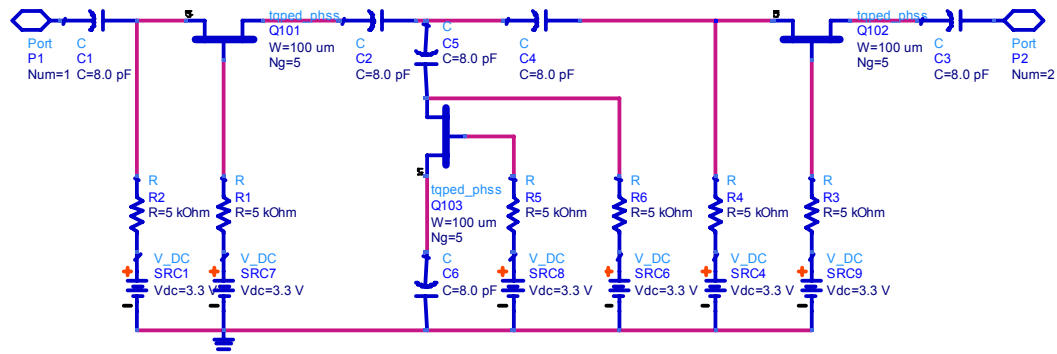 Port
P1
Num=1
C
C1
C=8.0 pF
tqped_phss
Q101
W=100 um
Ng=5
C
C2
C=8.0 pF
C
C5
C=8.0 pF
C
C4
C=8.0 pF
tqped_phss
Q102
W=100 um
Ng=5
C
C3
C=8.0 pF
Port
P2
Num=2
tqped_phss
Q103
W=100 um
Ng=5
R
R2
R=5 kOhm
R
R1
R=5 kOhm
R
R5
R=5 kOhm
R
R6
R=5 kOhm
R
R4
R=5 kOhm
R
R3
R=5 kOhm
V_DC
SRC1
Vdc=3.3 V
V_DC
SRC7
Vdc=3.3 V
C
C6
C=8.0 pF
V_DC
SRC8
Vdc=3.3 V
V_DC
SRC6
Vdc=3.3 V
V_DC
SRC4
Vdc=3.3 V
V_DC
SRC9
Vdc=3.3 V